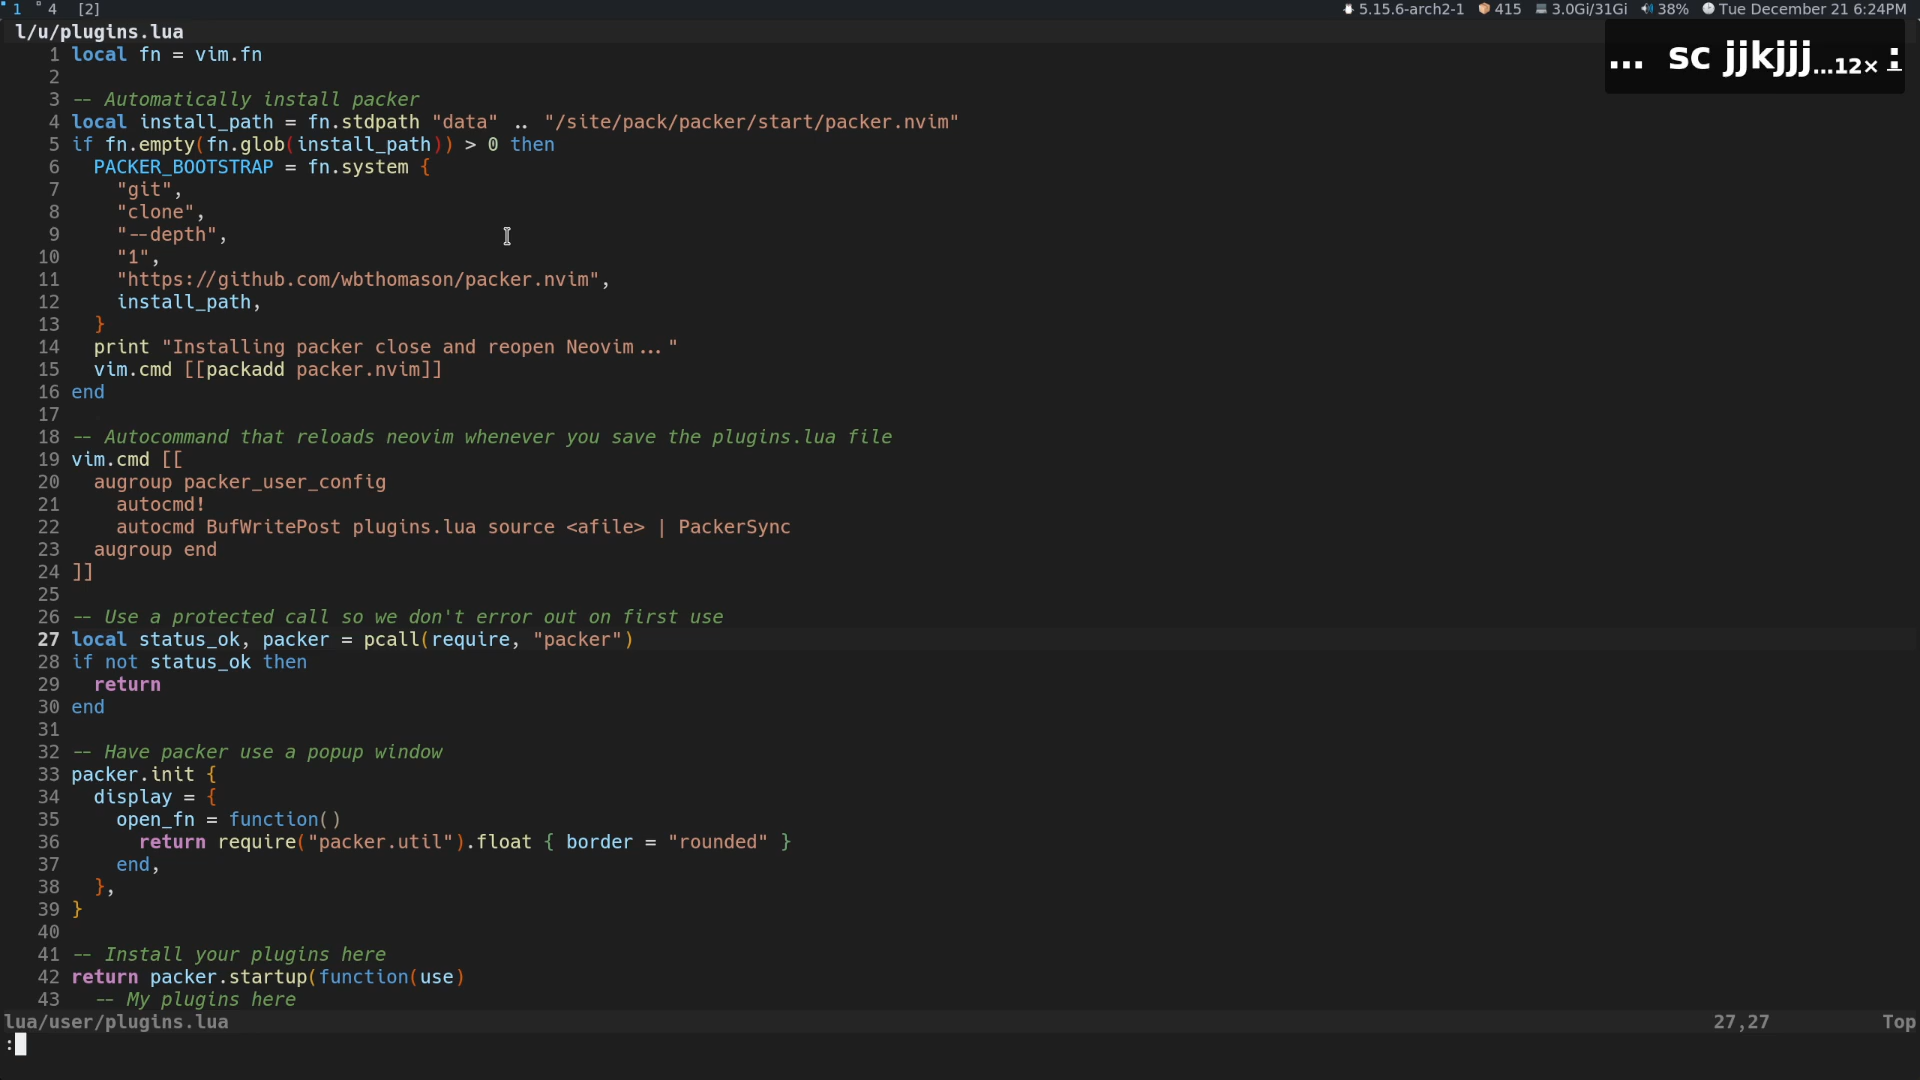 1 4 [2] 5.15.6-arch2-1 415 3.0Gi/31Gi 38% Tue December 21 6:24PM
l/u/plugins.lua
... sc jjkjjj...12× :
1 local fn = vim.fn
2
3 -- Automatically install packer
4 local install_path = fn.stdpath "data" .. "/site/pack/packer/start/packer.nvim"
5 if fn.empty(fn.glob(install_path)) > 0 then
6   PACKER_BOOTSTRAP = fn.system {
7     "git",
8     "clone",
9     "--depth",
10     "1",
11     "https://github.com/wbthomason/packer.nvim",
12     install_path,
13   }
14   print "Installing packer close and reopen Neovim..."
15   vim.cmd [[packadd packer.nvim]]
16 end
17
18 -- Autocommand that reloads neovim whenever you save the plugins.lua file
19 vim.cmd [[
20   augroup packer_user_config
21     autocmd!
22     autocmd BufWritePost plugins.lua source <afile> | PackerSync
23   augroup end
24 ]]
25
26 -- Use a protected call so we don't error out on first use
27 local status_ok, packer = pcall(require, "packer")
28 if not status_ok then
29   return
30 end
31
32 -- Have packer use a popup window
33 packer.init {
34   display = {
35     open_fn = function()
36       return require("packer.util").float { border = "rounded" }
37     end,
38   },
39 }
40
41 -- Install your plugins here
42 return packer.startup(function(use)
43   -- My plugins here
lua/user/plugins.lua 27,27 Top
: